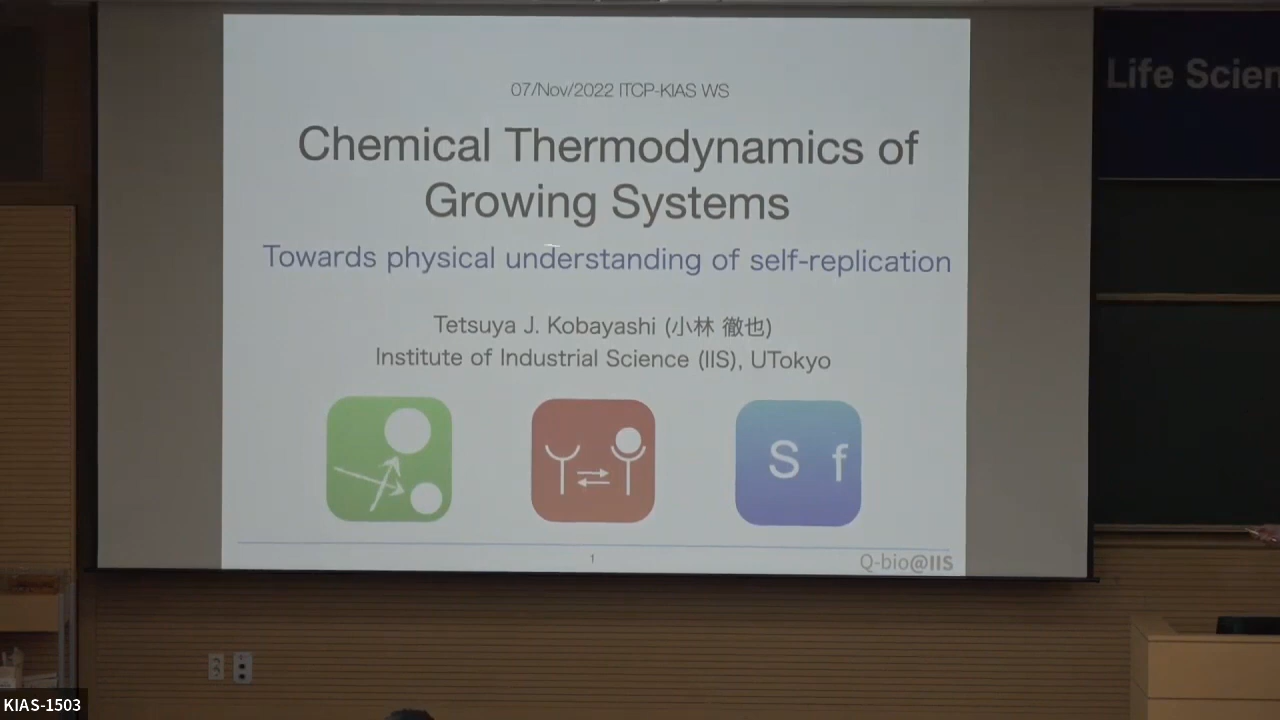 07/Nov/2022 ITCP-KIAS WS
Life Scien
Chemical Thermodynamics of
Growing Systems
Towards physical understanding of self-replication
Tetsuya J. Kobayashi (小林 徹也)
Institute of Industrial Science (IIS), UTokyo
S f
1
Q-bio@IIS
KIAS-1503